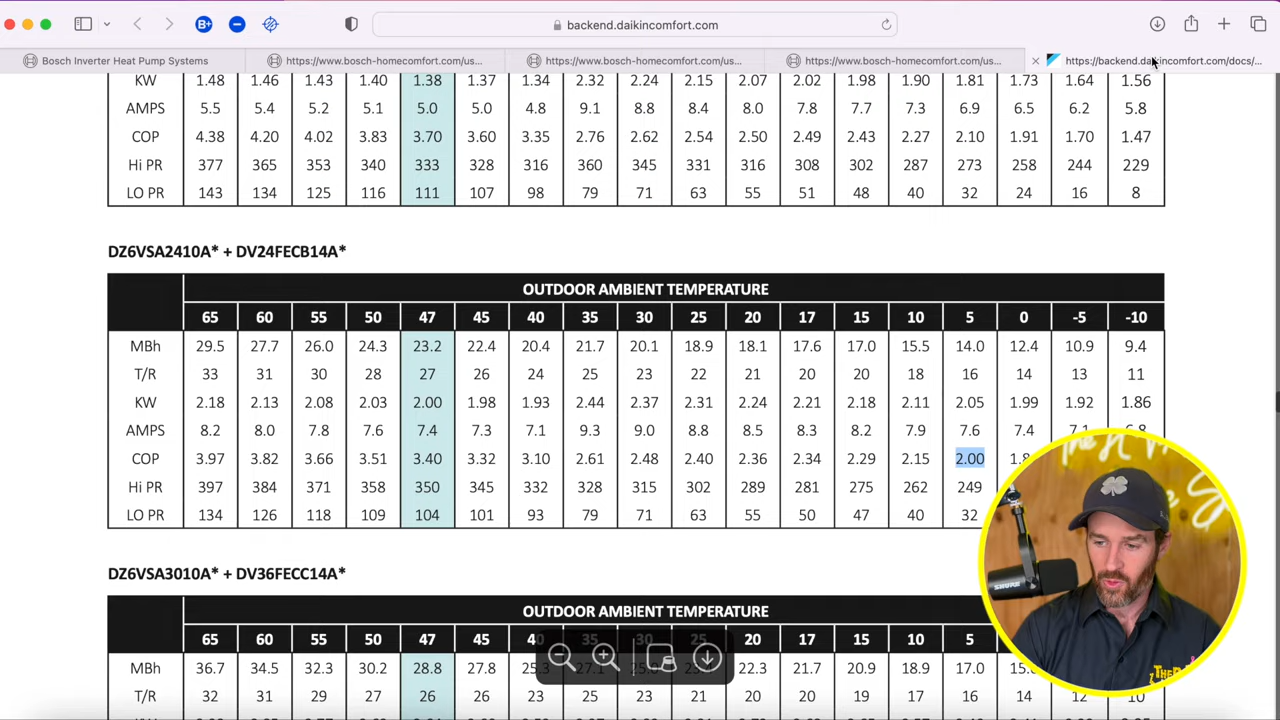 backend.daikincomfort.com
Bosch Inverter Heat Pump Systems
https://www.bosch-homecomfort.com/us...
https://www.bosch-homecomfort.com/us...
https://www.bosch-homecomfort.com/us...
https://backend.daikincomfort.com/docs/...
KW 1.48 1.46 1.43 1.40 1.38 1.37 1.34 2.31 2.24 2.15 2.07 2.02 1.98 1.90 1.81 1.73 1.64 1.56
AMPS 5.5 5.4 5.2 5.1 5.0 5.0 4.8 9.1 8.8 8.4 8.0 7.8 7.7 7.3 6.9 6.5 6.2 5.8
COP 4.38 4.20 4.02 3.83 3.70 3.60 3.35 2.76 2.62 2.54 2.50 2.49 2.43 2.27 2.10 1.91 1.70 1.47
Hi PR 377 365 353 340 333 328 316 360 345 331 316 308 302 287 273 258 244 229
LO PR 143 134 125 116 111 107 98 79 71 63 55 51 48 40 32 24 16 8
DZ6VSA2410A* + DV24FECB14A*
OUTDOOR AMBIENT TEMPERATURE
65 60 55 50 47 45 40 35 30 25 20 17 15 10 5 0 -5 -10
MBh 29.5 27.7 26.0 24.3 23.2 22.4 20.4 21.7 20.1 18.9 18.1 17.6 17.0 15.5 14.0 12.4 10.9 9.4
T/R 33 31 30 28 27 26 24 25 23 22 21 20 20 18 16 14 13 11
KW 2.18 2.13 2.08 2.03 2.00 1.98 1.93 2.44 2.37 2.31 2.24 2.21 2.18 2.11 2.05 1.99 1.92 1.86
AMPS 8.2 8.0 7.8 7.6 7.4 7.3 7.1 9.3 9.0 8.8 8.5 8.3 8.2 7.9 7.6 7.4 7.1 6.8
COP 3.97 3.82 3.66 3.51 3.40 3.32 3.10 2.61 2.48 2.40 2.36 2.34 2.29 2.15 2.00
Hi PR 397 384 371 358 350 345 332 328 315 302 289 281 275 262 249
LO PR 134 126 118 109 104 101 93 79 71 63 55 50 47 40 32
DZ6VSA3010A* + DV36FECC14A*
OUTDOOR AMBIENT TEMPERATURE
65 60 55 50 47 45 40 35 30 25 20 17 15 10 5
MBh 36.7 34.5 32.3 30.2 28.8 27.8 25.3 22.3 21.7 20.9 18.9 17.0
T/R 32 31 29 27 26 26 23 25 23 21 20 20 19 17 16 14 12 10
SHURE